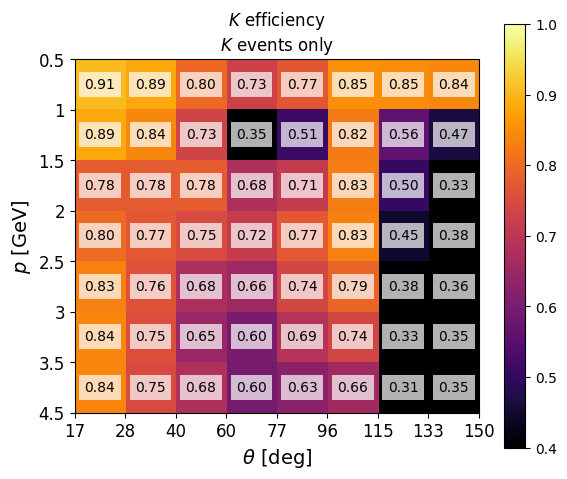 K efficiency
K events only
1.0
0.5
0.91 0.89 0.80 0.73 0.77 0.85 0.85 0.84
0.9
1
0.89 0.84 0.73 0.35 0.51 0.82 0.56 0.47
1.5
0.8
0.78 0.78 0.78 0.68 0.71 0.83 0.50 0.33
2
0.80 0.77 0.75 0.72 0.77 0.83 0.45 0.38
0.7
p [GeV]
2.5
0.83 0.76 0.68 0.66 0.74 0.79 0.38 0.36
0.6
3
0.84 0.75 0.65 0.60 0.69 0.74 0.33 0.35
3.5
0.5
0.84 0.75 0.68 0.60 0.63 0.66 0.31 0.35
4.5
0.4
17 28 40 60 77 96 115 133 150
θ [deg]